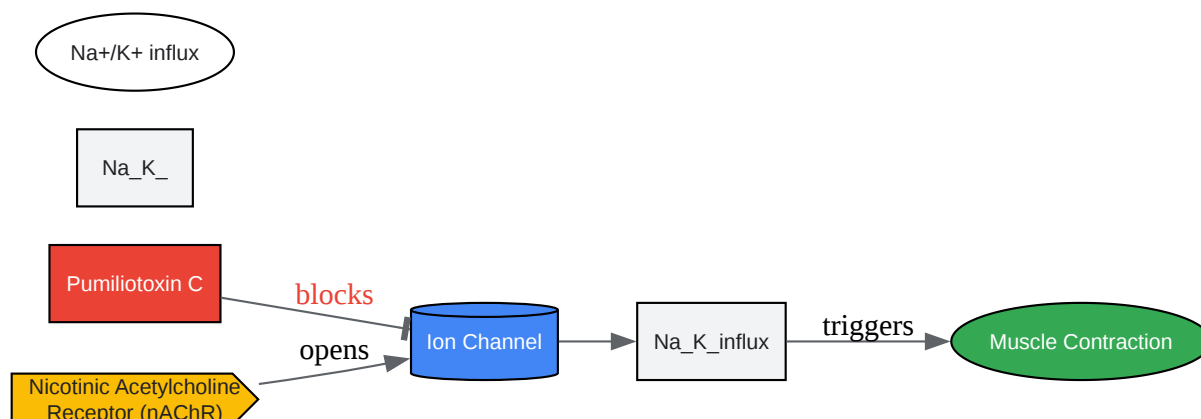 Na+/K+ influx
Na_K_
Pumiliotoxin C
blocks
opens
Ion Channel
Na_K_influx
triggers
Muscle Contraction
Nicotinic Acetylcholine
Receptor (nAChR)